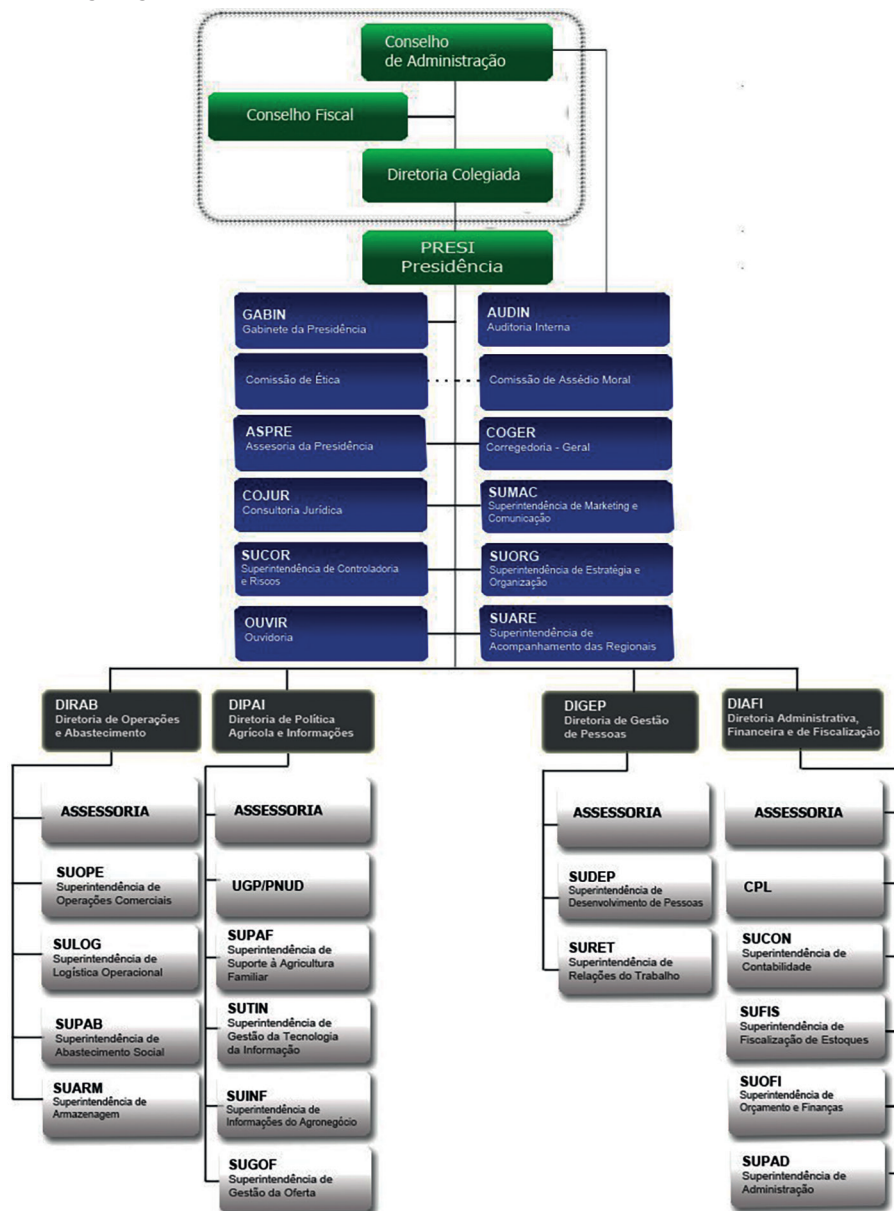 Conselho
de Administração
Conselho Fiscal
Diretoria Colegiada
PRESI
Presidência
GABIN
Gabinete da Presidência
AUDIN
Auditoria Interna
Comissão de Ética
Comissão de Assédio Moral
ASPRE
Assesoria da Presidência
COGER
Corregedoria - Geral
COJUR
Consultoria Jurídica
SUMAC
Superintendência de Marketing e
Comunicação
SUCOR
Superintendência de Controladoria
e Riscos
SUORG
Superintendência de Estratégia e
Organização
OUVIR
Ouvidoria
SUARE
Superintendência de
Acompanhamento das Regionais
DIRAB
Diretoria de Operações
e Abastecimento
ASSESSORIA
SUOPE
Superintendência de
Operações Comerciais
SULOG
Superintendência de
Logística Operacional
SUPAB
Superintendência de
Abastecimento Social
SUARM
Superintendência de
Armazenagem
DIPAI
Diretoria de Política
Agrícola e Informações
ASSESSORIA
UGP/PNUD
SUPAF
Superintendência de
Suporte à Agricultura
Familiar
SUTIN
Superintendência de
Gestão da Tecnologia
da Informação
SUINF
Superintendência de
Informações do Agronegócio
SUGOF
Superintendência de
Gestão da Oferta
DIGEP
Diretoria de Gestão
de Pessoas
ASSESSORIA
SUDEP
Superintendência de
Desenvolvimento de Pessoas
SURET
Superintendência de
Relações do Trabalho
DIAFI
Diretoria Administrativa,
Financeira e de Fiscalização
ASSESSORIA
CPL
SUCON
Superintendência de
Contabilidade
SUFIS
Superintendência de
Fiscalização de Estoques
SUOFI
Superintendência de
Orçamento e Finanças
SUPAD
Superintendência de
Administração